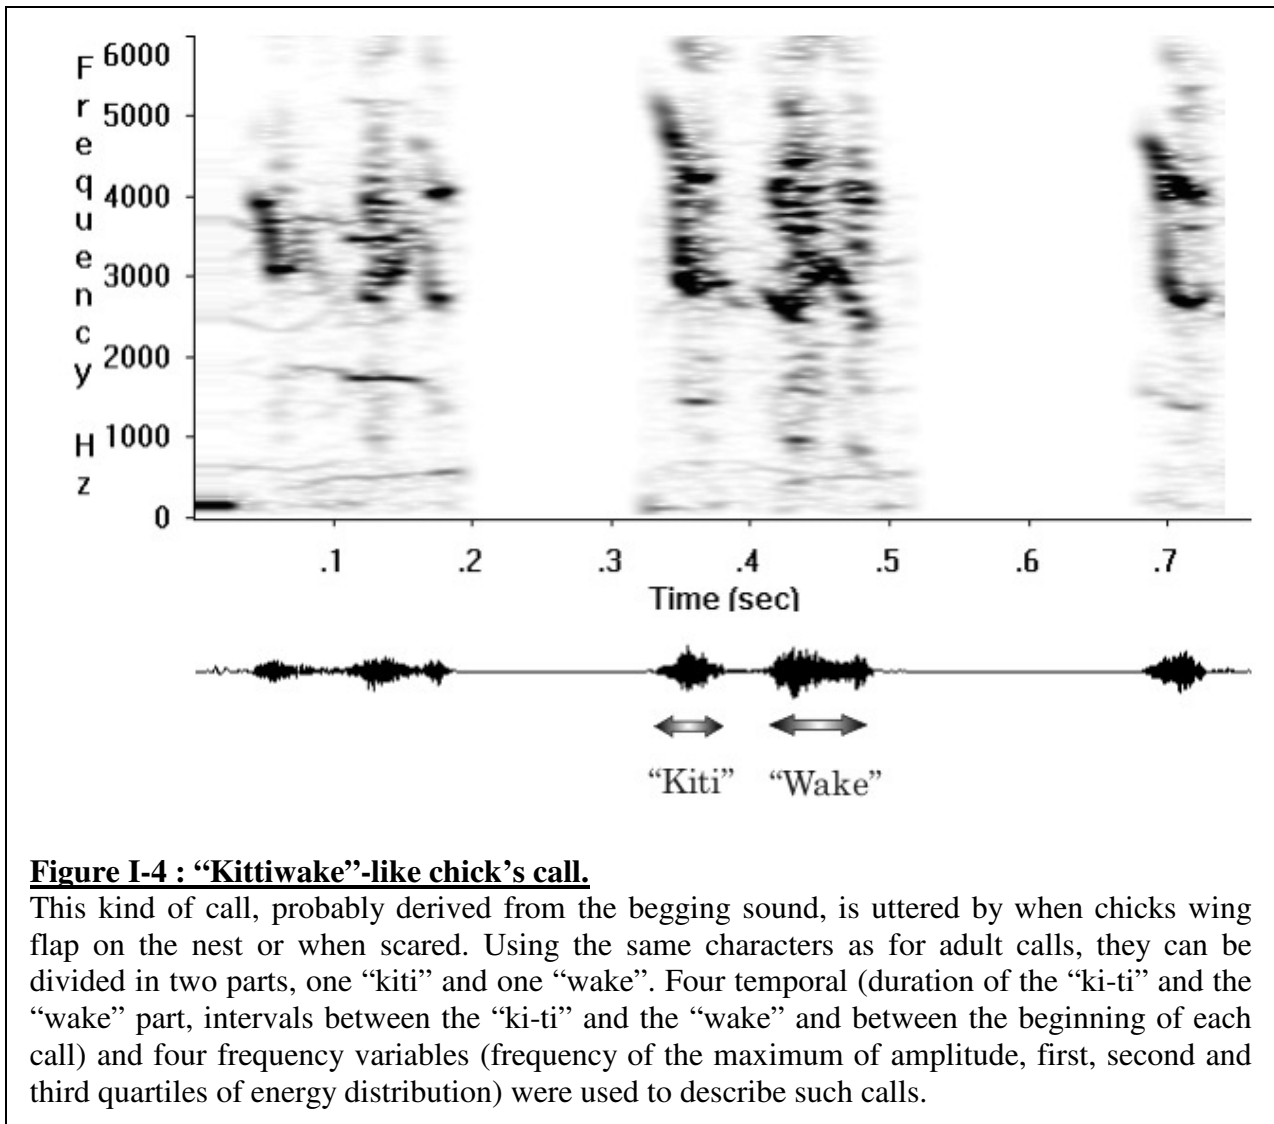 Frequency Hz
6000
5000
4000
3000
2000
1000
0
.1 .2 .3 .4 .5 .6 .7
Time (sec)
“Kiti” “Wake”
Figure I-4 : “Kittiwake”-like chick’s call.
This kind of call, probably derived from the begging sound, is uttered by when chicks wing
flap on the nest or when scared. Using the same characters as for adult calls, they can be
divided in two parts, one “kiti” and one “wake”. Four temporal (duration of the “ki-ti” and the
“wake” part, intervals between the “ki-ti” and the “wake” and between the beginning of each
call) and four frequency variables (frequency of the maximum of amplitude, first, second and
third quartiles of energy distribution) were used to describe such calls.